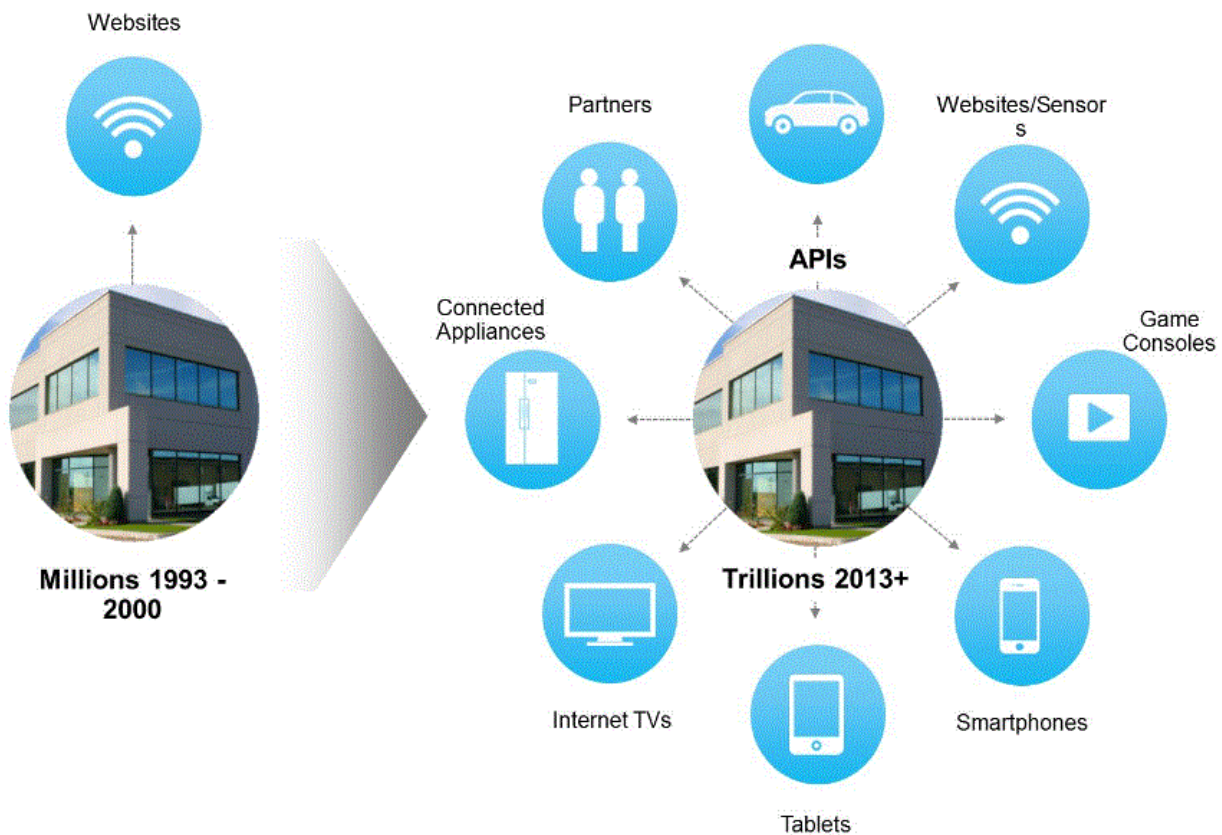 Websites
Millions 1993 -
2000
Partners
Websites/Sensor
s
APIs
Connected
Appliances
Game
Consoles
Trillions 2013+
Internet TVs
Smartphones
Tablets